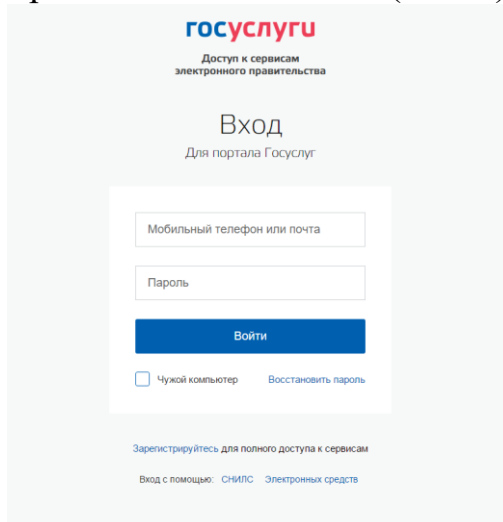 госуслуги
Доступ к сервисам
электронного правительства
Вход
Для портала Госуслуг
Мобильный телефон или почта
Пароль
Войти
Чужой компьютер Восстановить пароль
Зарегистрируйтесь для полного доступа к сервисам
Вход с помощью: СНИЛС Электронных средств